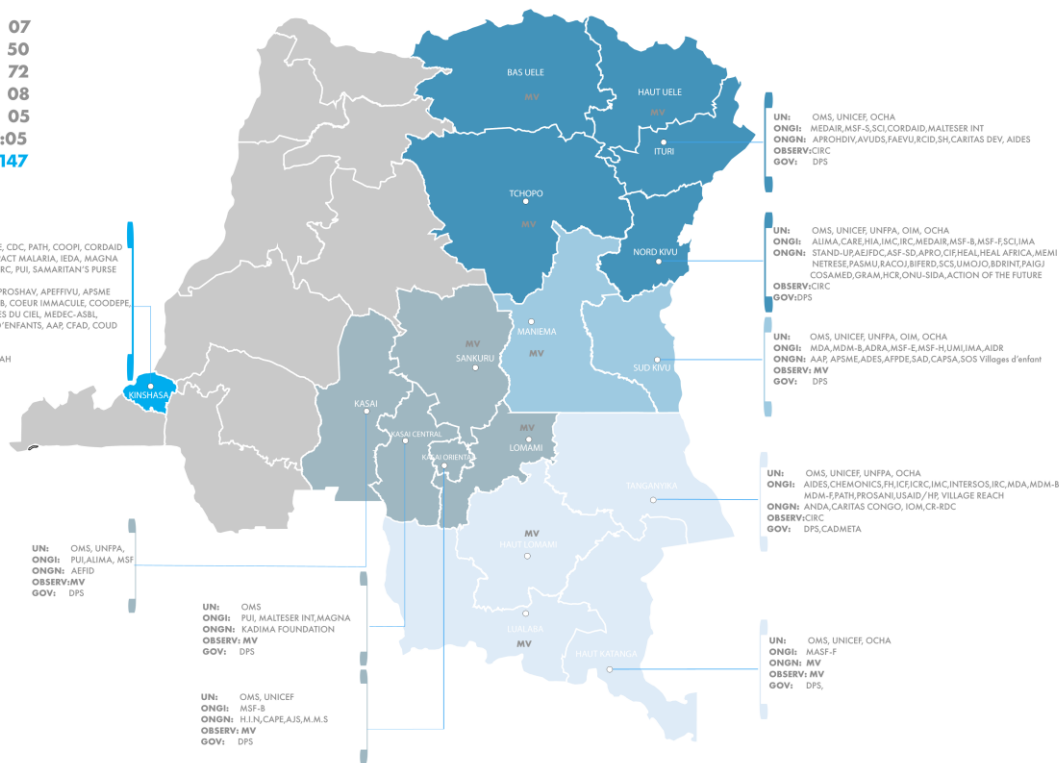 07
50
72
08
05
:05
147
BAS UELE
MV
HAUT UELE
MV
ITURI
TCHOPO
MV
NORD KIVU
MANIEMA
MV
SUD KIVU
MV
SANKURU
KINSHASA
KASAI
KASAI CENTRAL
MV
LOMAMI
TANGANYIKA
MV
MV
HAUT KATANGA
UN: OMS, UNICEF, OCHA
ONGI: MEDAIR,MSF-S,SCI,CORDAID,MALTESER INT
ONGN: APROHDIV,AVUDS,FAEVU,RCID,SH,CARITAS DEV, AIDES
OBSERV:CIRC
GOV: DPS
UN: OMS, UNICEF, UNFPA, OIM, OCHA
ONGI: ALIMA,CARE,HIA,IMC,IRC,MEDAIR,MSF-B,MSF-F,SCI,IMA
ONGN: STAND-UP,AEJFDC,ASF-SD,APRO,CIF,HEAL,HEAL AFRICA,MEMI
NETRESE,PASMU,RACOJ,BIFERD,SCS,UMOJO,BDRINT,PAIGJ
COSAMED,GRAM,HCR,ONU-SIDA,ACTION OF THE FUTURE
OBSERV:CIRC
GOV:DPS
UN: OMS, UNICEF, UNFPA, OIM, OCHA
ONGI: MDA,MDM-B,ADRA,MSF-E,MSF-H,UMI,IMA,AIDR
ONGN: AAP, APSME,ADES,AFPDE,SAD,CAPSA,SOS Villages d'enfant
OBSERV: MV
GOV: DPS
UN: OMS, UNICEF, UNFPA, OCHA
ONGI: AIDES,CHEMONICS,FH,ICF,ICRC,IMC,INTERSOS,IRC,MDA,MDM-B
MDM-F,PATH,PROSANI,USAID/HP, VILLAGE REACH
ONGN: ANDA,CARITAS CONGO, IOM,CR-RDC
OBSERV:CIRC
GOV: DPS,CADMETA
UN: OMS, UNICEF, OCHA
ONGI: MASF-F
ONGN: MV
OBSERV: MV
GOV: DPS,
CDC, PATH, COOPI, CORDAID
PACT MALARIA, IEDA, MAGNA
PUI, SAMARITAN'S PURSE
PROSHAV, APEFFIVU, APSME
COEUR IMMACULE, COODEPE,
DU CIEL, MEDEC-ASBL,
D'ENFANTS, AAP, CFAD, COUD
UN: OMS, UNFPA,
ONGI: PUI,ALIMA, MSF
ONGN: AEFID
OBSERV:MV
GOV: DPS
UN: OMS
ONGI: PUI, MALTESER INT,MAGNA
ONGN: KADIMA FOUNDATION
OBSERV: MV
GOV: DPS
UN: OMS, UNICEF
ONGI: MSF-B
ONGN: H.I.N,CAPE,AJS,M.M.S
OBSERV: MV
GOV: DPS